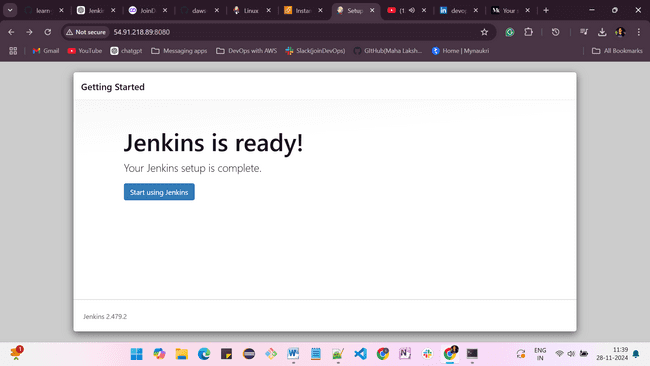 learn
Jenkin
JoinD
daws
Linux
Instan
Setup
(1
devo
Your r
Not secure
54.91.218.89:8080
Gmail
YouTube
chatgpt
Messaging apps
DevOps with AWS
Slack(joinDevOps)
GitHub(Maha Laksh...
Home | Mynaukri
All Bookmarks
Getting Started
Jenkins is ready!
Your Jenkins setup is complete.
Start using Jenkins
Jenkins 2.479.2
ENG
IN
11:39
28-11-2024